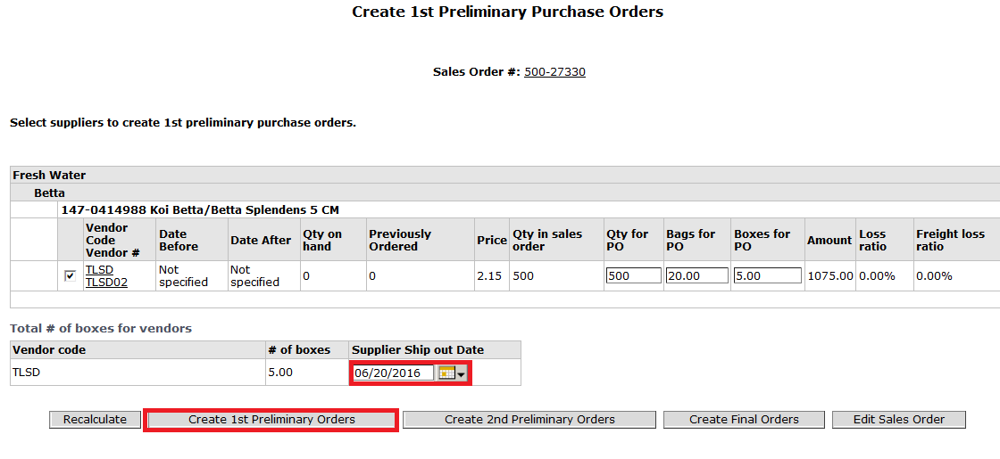 Create 1st Preliminary Purchase Orders
Sales Order #: 500-27330
Select suppliers to create 1st preliminary purchase orders.
Fresh Water
Betta
147-0414988 Koi Betta/Betta Splendens 5 CM
Vendor Code Vendor # Date Before Date After Qty on hand Previously Ordered Price Qty in sales order Qty for PO Bags for PO Boxes for PO Amount Loss ratio Freight loss ratio
TLSD TLSD02 Not specified Not specified 0 0 2.15 500 500 20.00 5.00 1075.00 0.00% 0.00%
Total # of boxes for vendors
Vendor code # of boxes Supplier Ship out Date
TLSD 5.00 06/20/2016
Recalculate Create 1st Preliminary Orders Create 2nd Preliminary Orders Create Final Orders Edit Sales Order